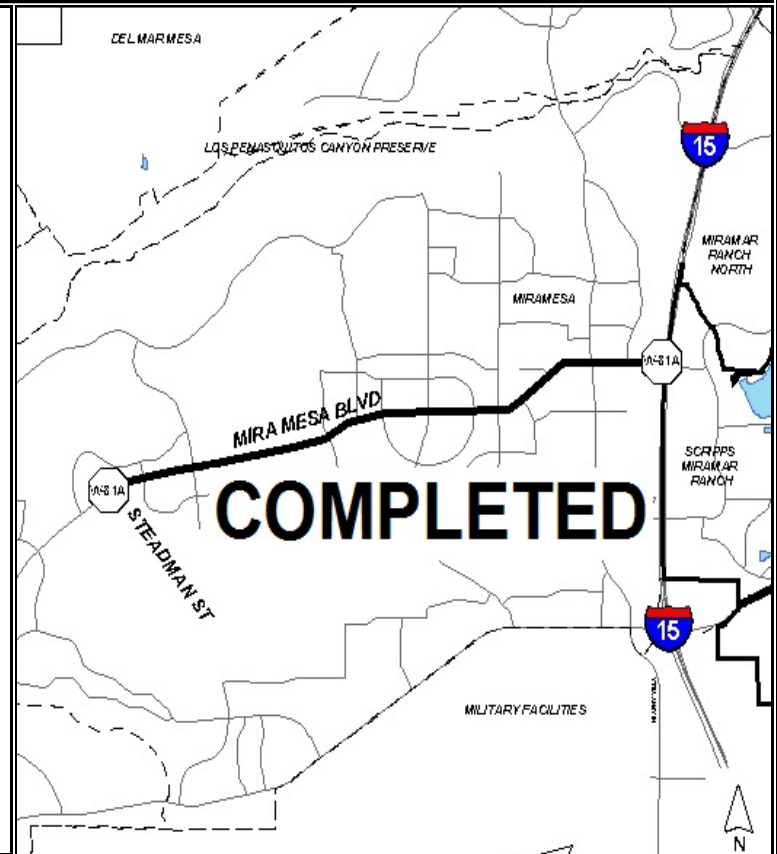 DEL MAR MESA
LOS PENASQUITOS CANYON PRESERVE
15
MIRAMAR
RANCH
NORTH
MIRA MESA
W-81A
MIRA MESA BLVD
SCRIPPS
MIRAMAR
RANCH
W-81A
COMPLETED
STEADMAN ST
15
MILITARY FACILITIES
N